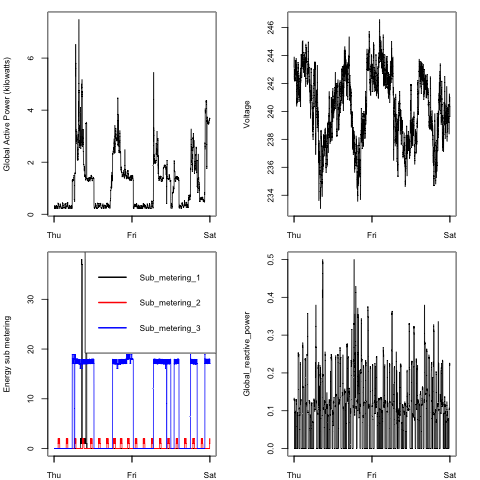 Global Active Power (kilowatts)
0 2 4 6
Thu Fri Sat
Voltage
234 236 238 240 242 244 246
Thu Fri Sat
Energy sub metering
0 10 20 30
Sub_metering_1
Sub_metering_2
Sub_metering_3
Thu Fri Sat
Global_reactive_power
0.0 0.1 0.2 0.3 0.4 0.5
Thu Fri Sat